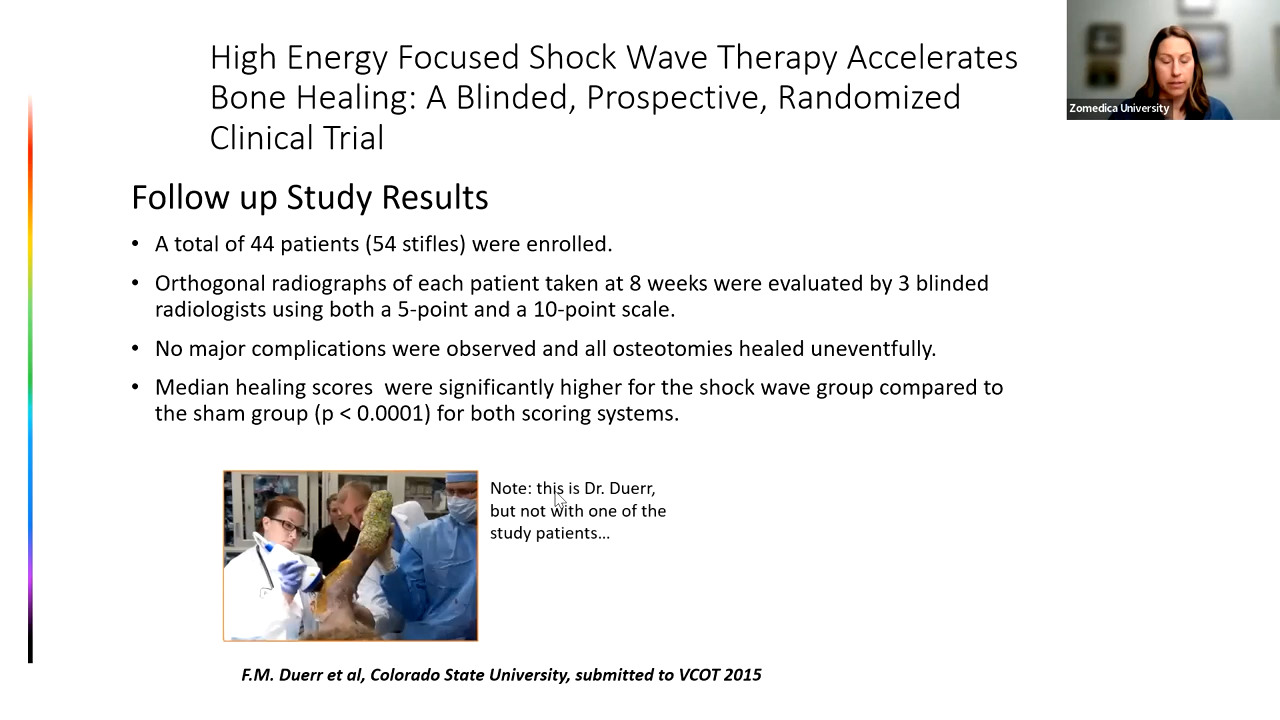 High Energy Focused Shock Wave Therapy Accelerates
Bone Healing: A Blinded, Prospective, Randomized
Clinical Trial
Zomedica University
Follow up Study Results
• A total of 44 patients (54 stifles) were enrolled.
• Orthogonal radiographs of each patient taken at 8 weeks were evaluated by 3 blinded
radiologists using both a 5-point and a 10-point scale.
• No major complications were observed and all osteotomies healed uneventfully.
• Median healing scores  were significantly higher for the shock wave group compared to
the sham group (p < 0.0001) for both scoring systems.
Note: this is Dr. Duerr,
but not with one of the
study patients...
F.M. Duerr et al, Colorado State University, submitted to VCOT 2015